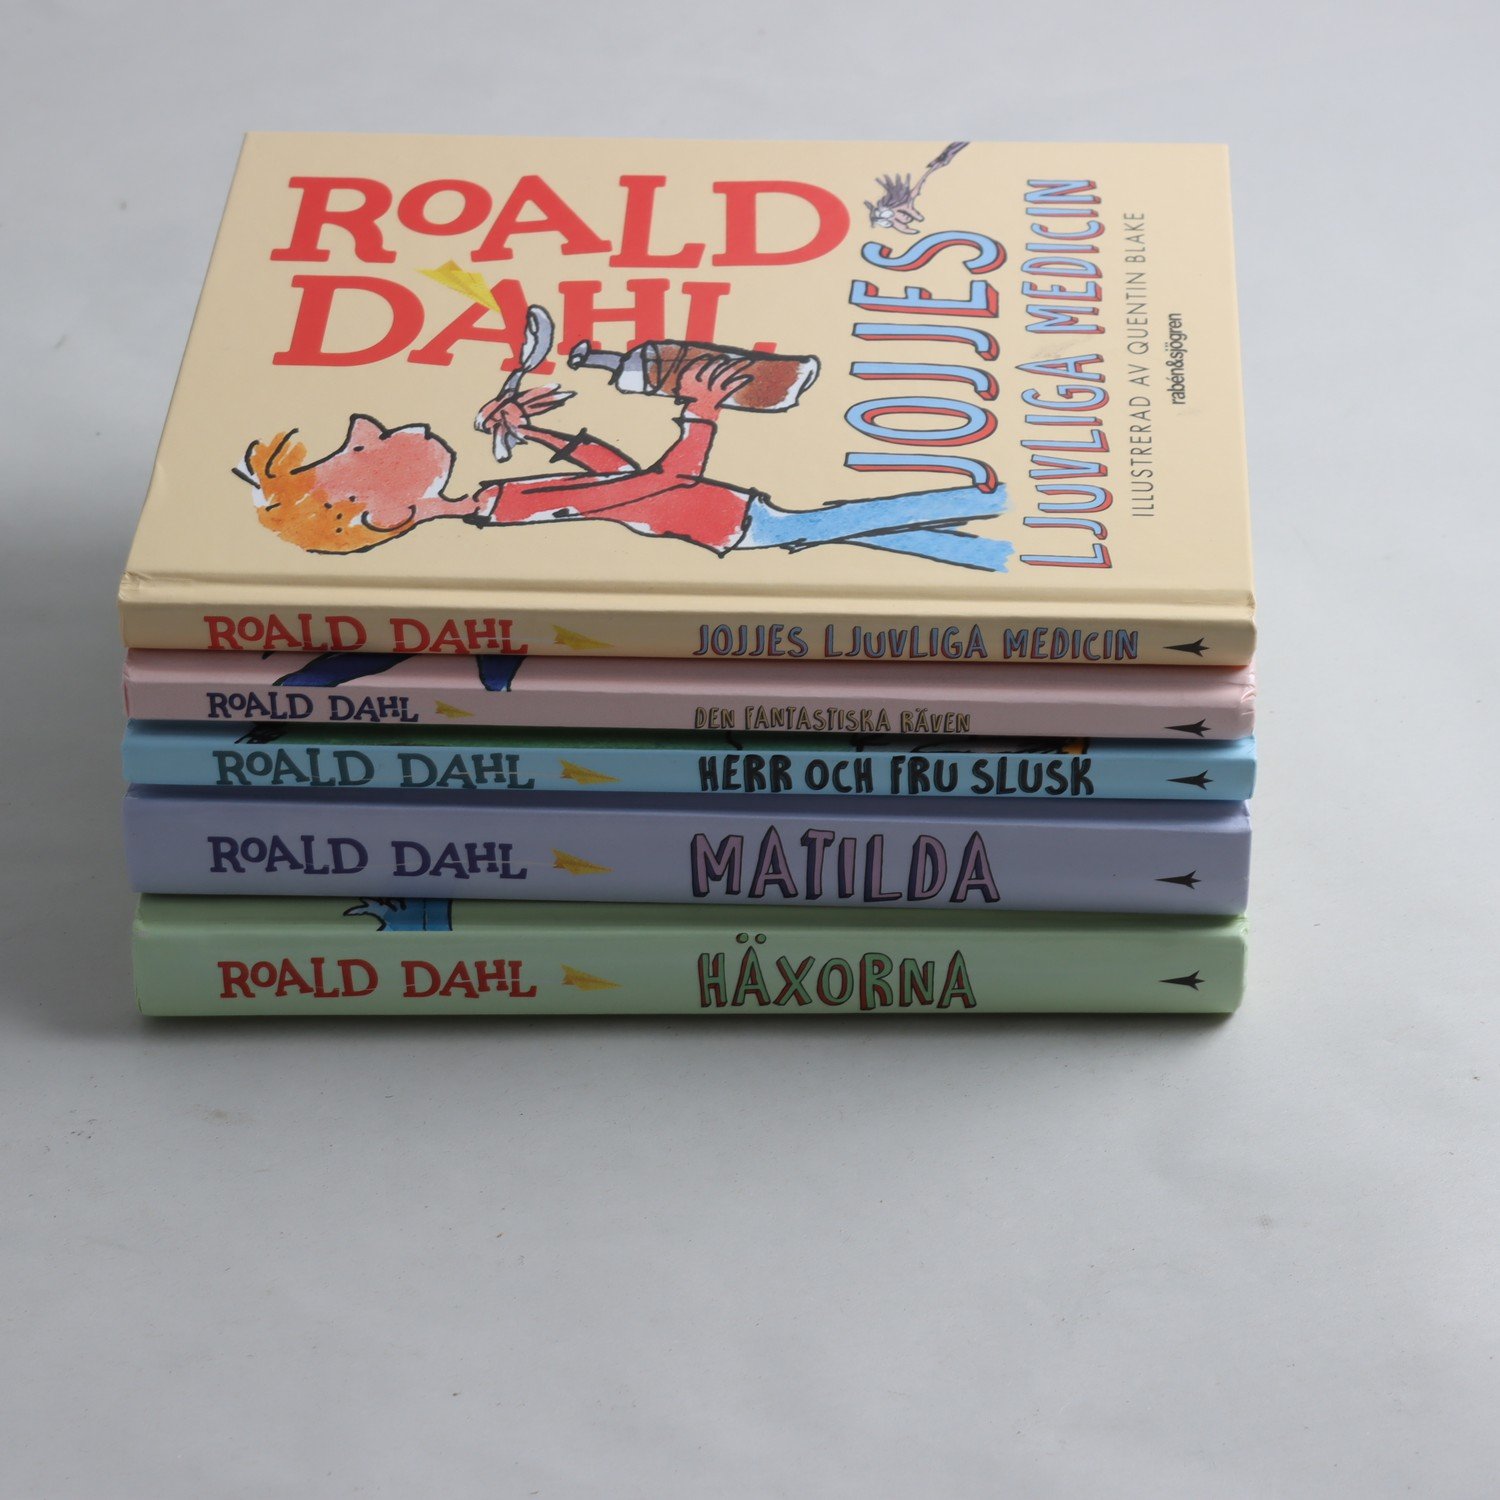 ROALD
DAHL
JOJJES
LJUVLIGA MEDICIN
ILLUSTRERAD AV QUENTIN BLAKE
rabén&sjögren
ROALD DAHL JOJJES LJUVLIGA MEDICIN
ROALD DAHL DEN FANTASTISKA RÄVEN
ROALD DAHL HERR OCH FRU SLUSK
ROALD DAHL MATILDA
ROALD DAHL HÄXORNA